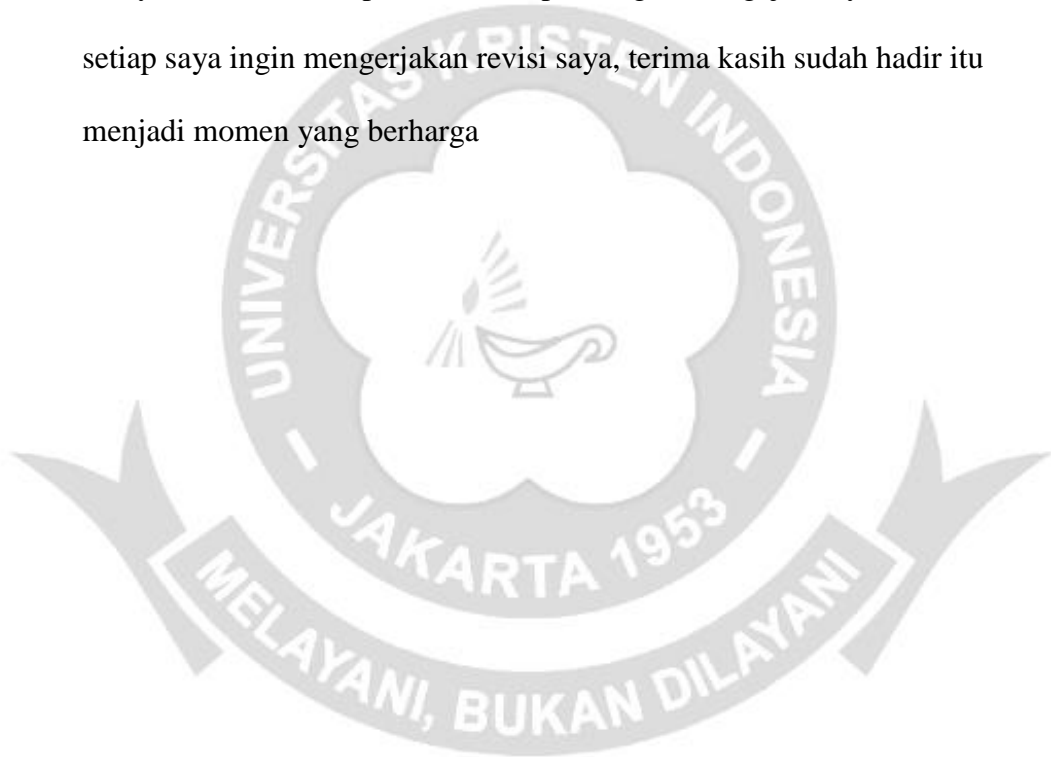 setiap saya ingin mengerjakan revisi saya, terima kasih sudah hadir itu
menjadi momen yang berharga
UNIVERSITAS KRISTEN INDONESIA
JAKARTA 1953
MELAYANI, BUKAN DILAYANI